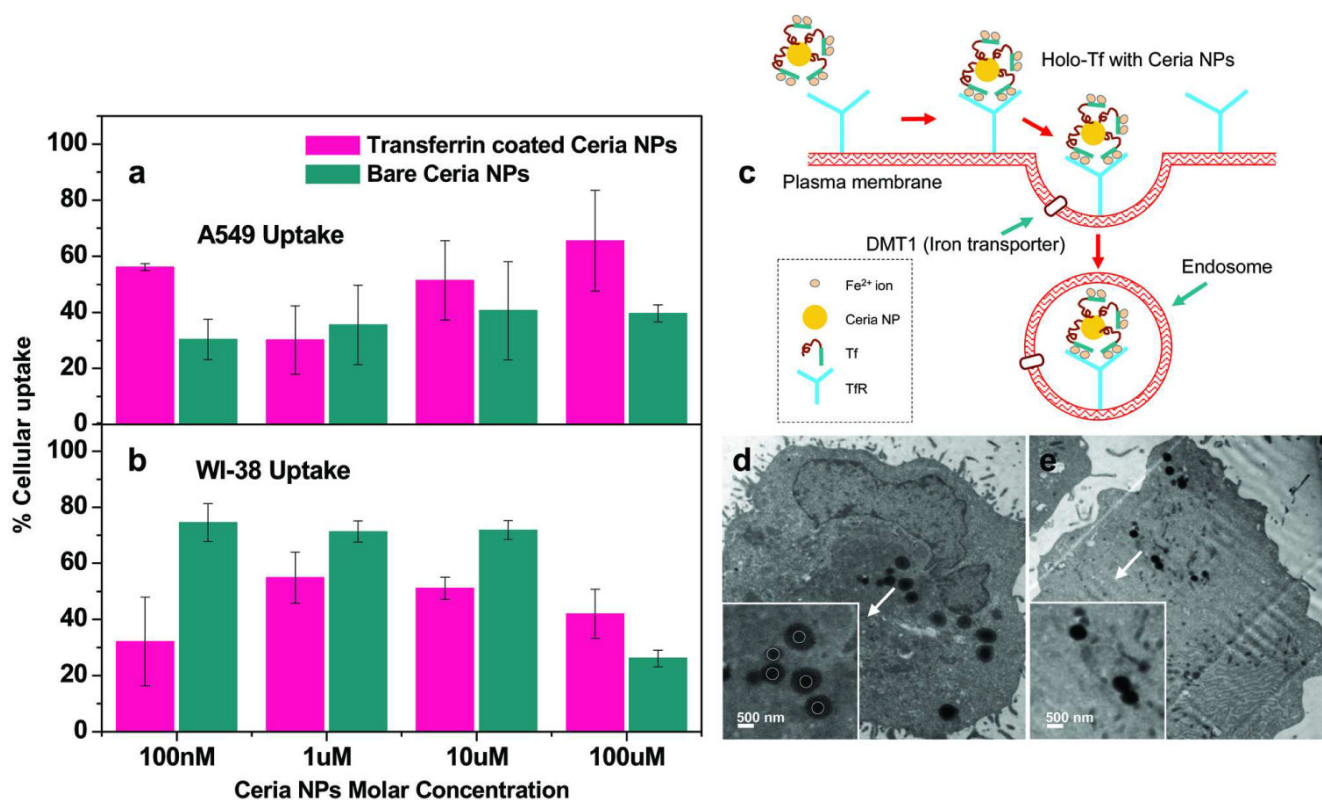 a
Transferrin coated Ceria NPs
Bare Ceria NPs
A549 Uptake
100
80
60
40
20
0
b
WI-38 Uptake
100
80
60
40
20
0
% Cellular uptake
100nM
1uM
10uM
100uM
Ceria NPs Molar Concentration
c
Holo-Tf with Ceria NPs
Plasma membrane
DMT1 (Iron transporter)
Endosome
Fe²⁺ ion
Ceria NP
Tf
TfR
d
500 nm
e
500 nm